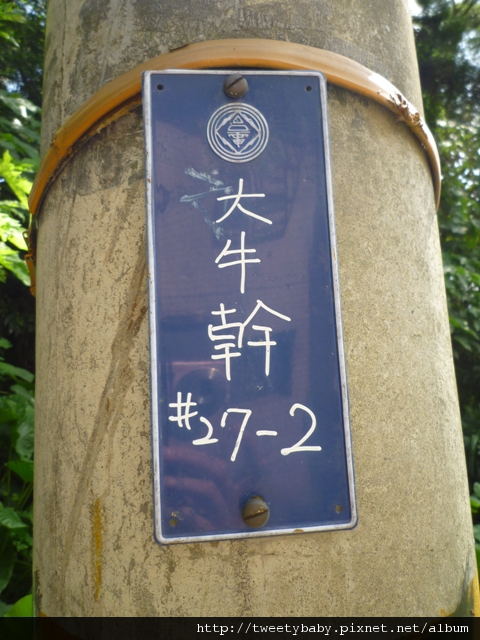 大
牛
幹
#27-2
http://tweetybaby.pixnet.net/album